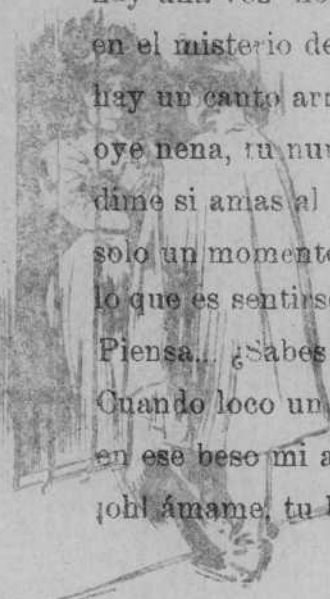 en el misterio de
hay un canto
oye nena, tu
dime si amas al
solo un momento
lo que es
Piensa... ¿Sabes
Cuando loco un
en ese beso mi
¡oh! ámame, tu